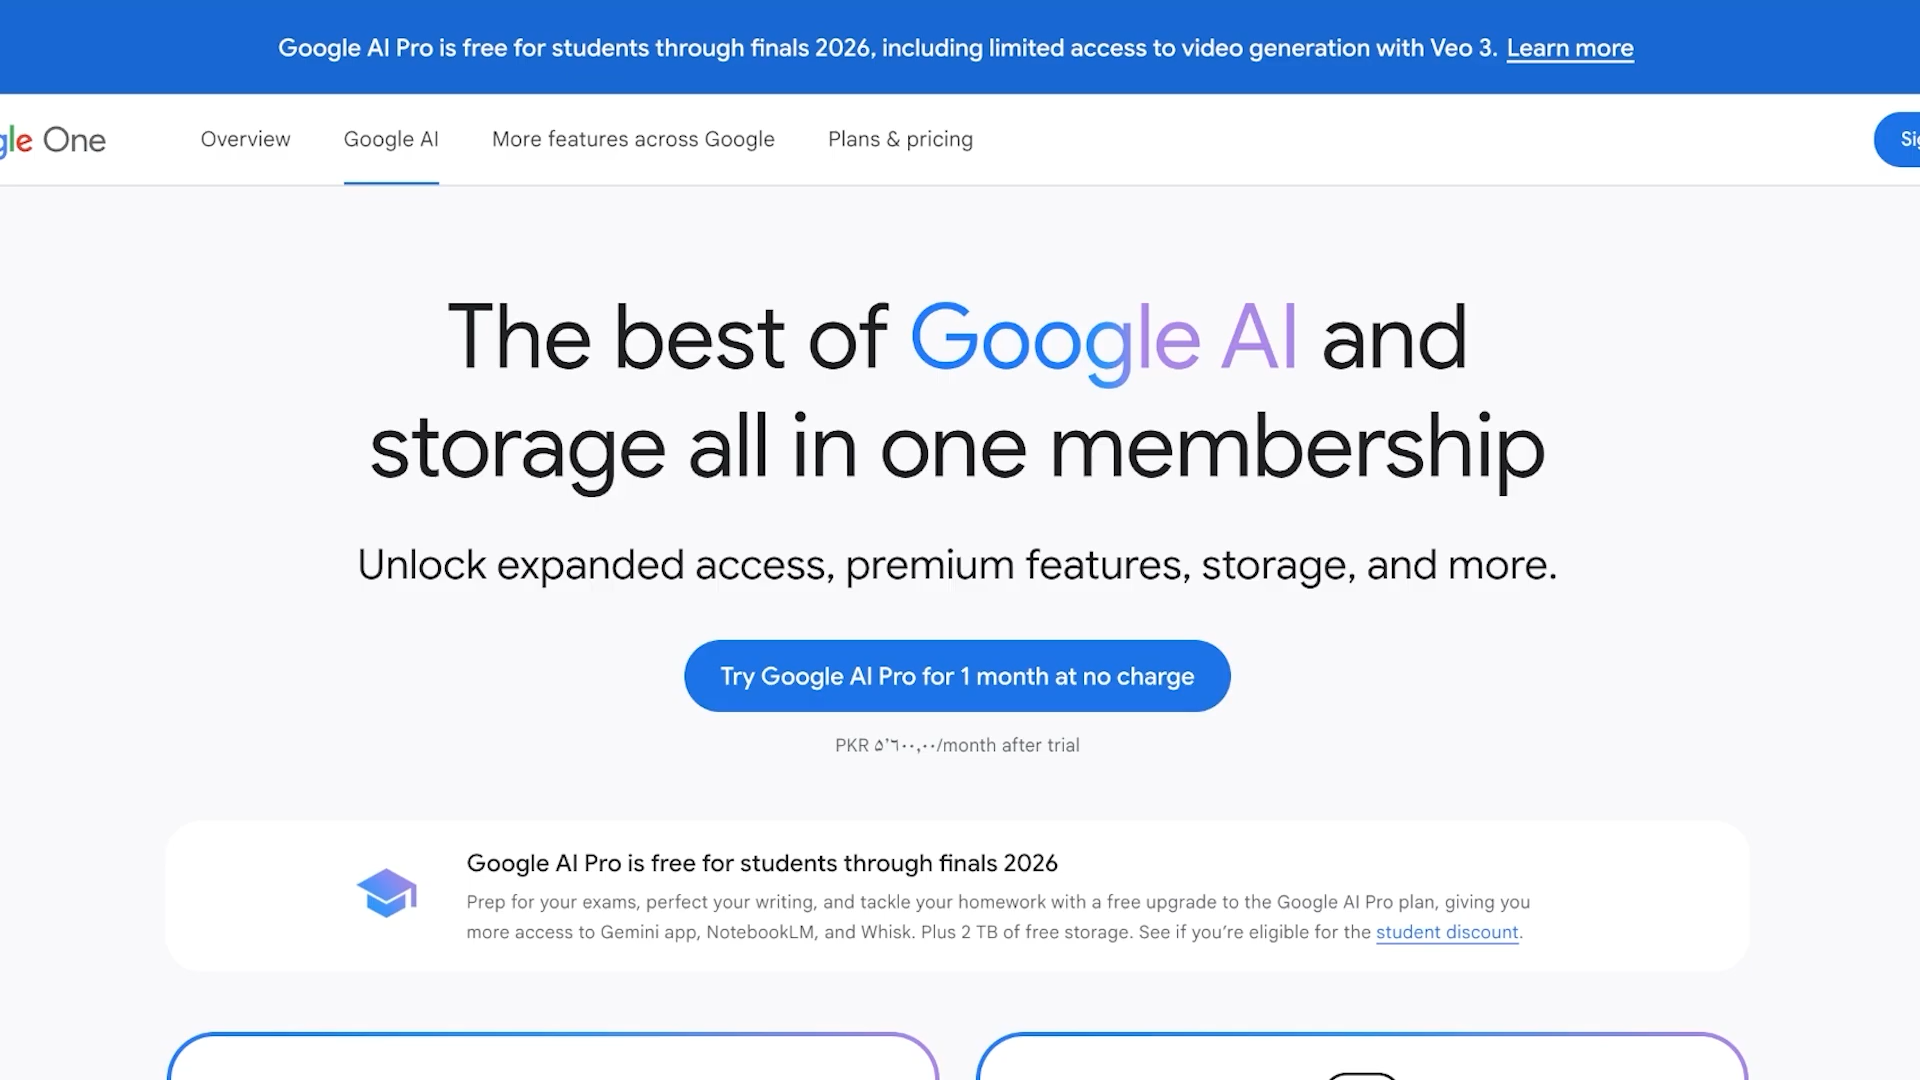 Google AI Pro is free for students through finals 2026, including limited access to video generation with Veo 3. Learn more
gle One
Overview
Google AI
More features across Google
Plans & pricing
Sig
The best of Google AI and
storage all in one membership
Unlock expanded access, premium features, storage, and more.
Try Google AI Pro for 1 month at no charge
PKR ۵٬٦۰۰٫۰۰/month after trial
Google AI Pro is free for students through finals 2026
Prep for your exams, perfect your writing, and tackle your homework with a free upgrade to the Google AI Pro plan, giving you
more access to Gemini app, NotebookLM, and Whisk. Plus 2 TB of free storage. See if you’re eligible for the student discount.